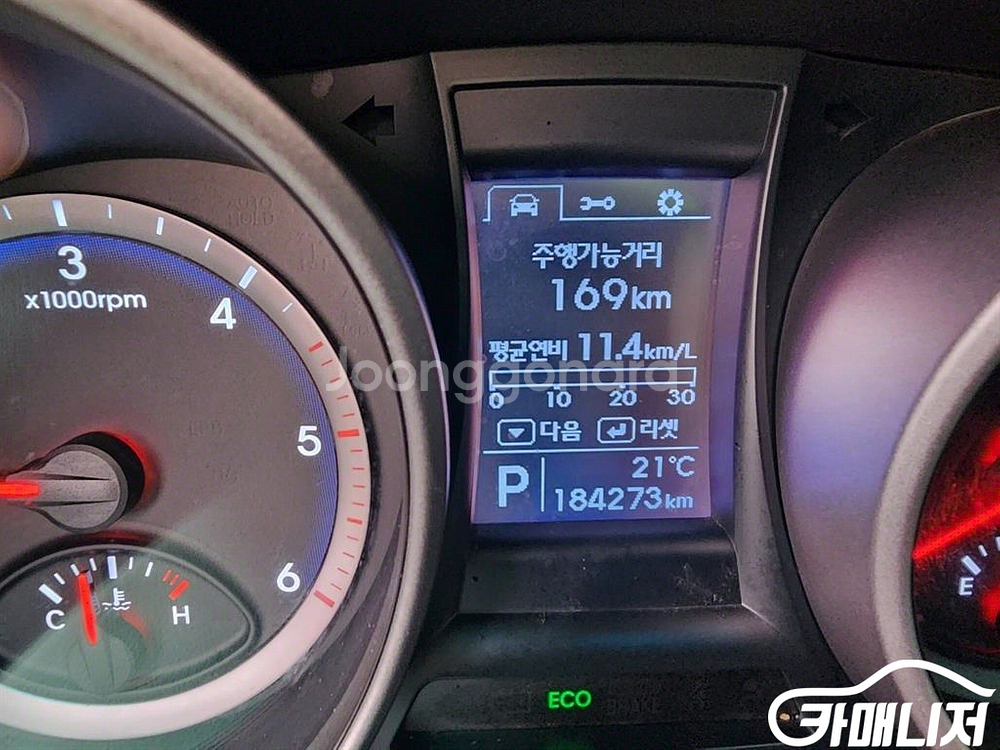 3
x1000rpm
4
5
6
C
H
주행가능거리
169km
평균연비 11.4km/L
0 10 20 30
다음 리셋
P
21°C
184273km
E
ECO
Joonggonara
카매니저